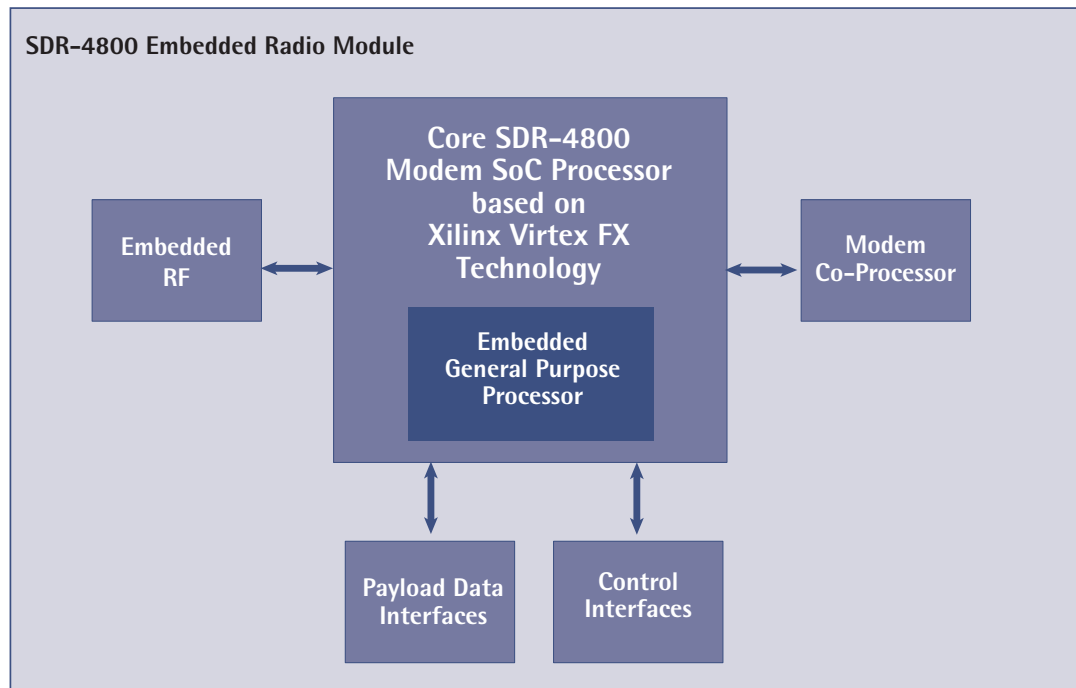 SDR-4800 Embedded Radio Module
Core SDR-4800
Modem SoC Processor
based on
Xilinx Virtex FX
Technology
Embedded
RF
Modem
Co-Processor
Embedded
General Purpose
Processor
Payload Data
Interfaces
Control
Interfaces